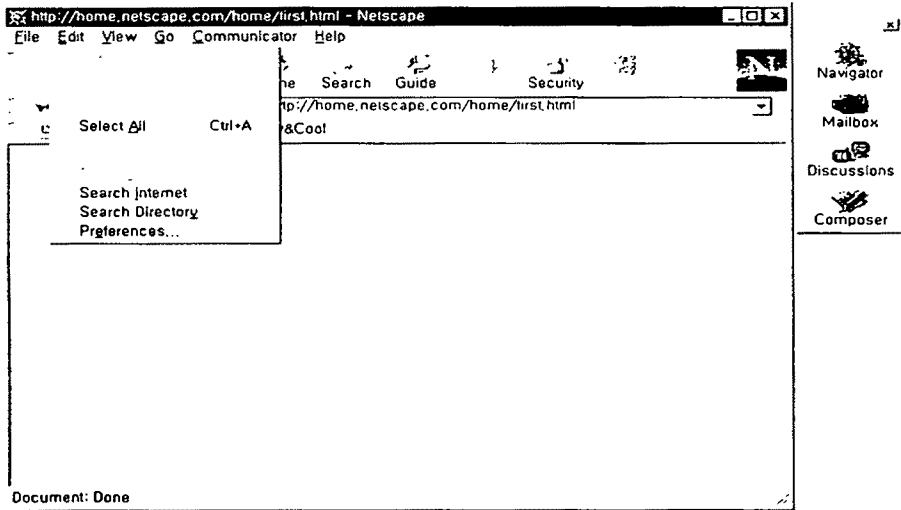 http://home.netscape.com/home/first.html - Netscape
File Edit View Go Communicator Help
Search Guide Security
Navigator
tp://home.netscape.com/home/first.html
Mailbox
Select All Ctrl+A
&Cool
Discussions
Search Internet
Search Directory
Preferences...
Composer
Document: Done